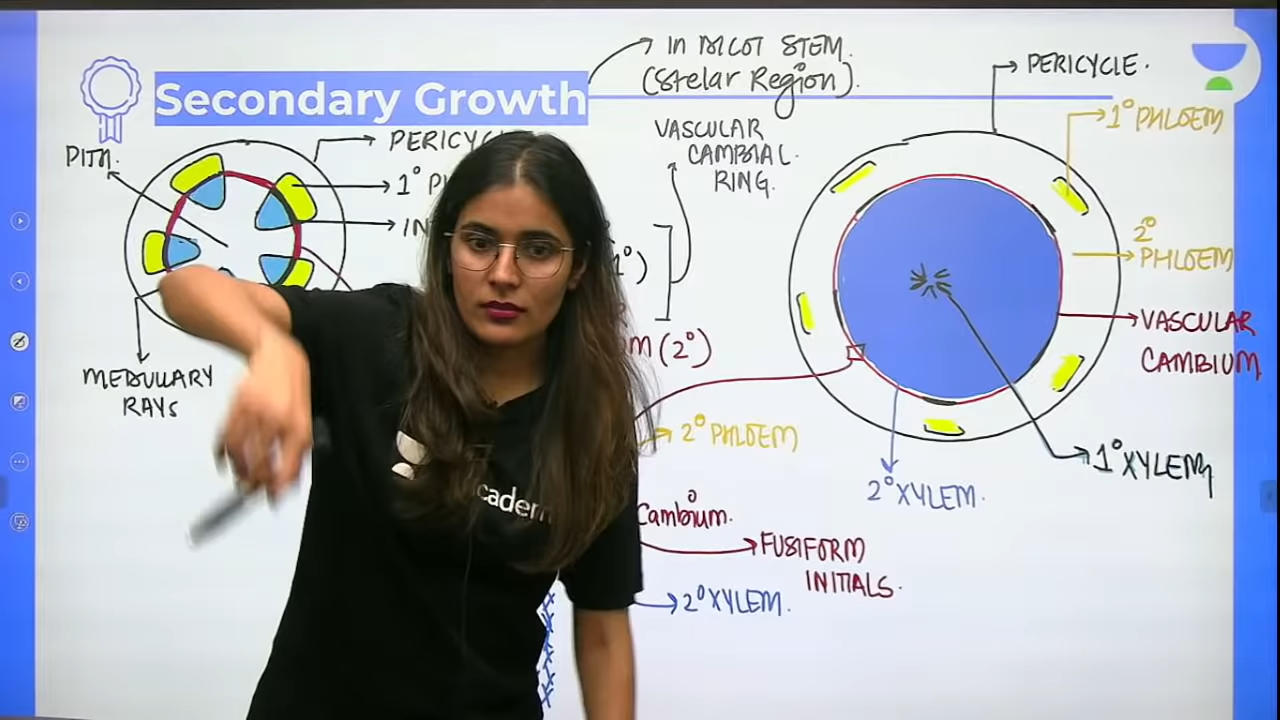 Secondary Growth
IN DICOT STEM.
(Stelar Region).
PITH.
1°
IN
MEDULLARY
RAYS
VASCULAR
CAMBIAL
RING.
1°)
(2°)
2° PHLOEM
Cambium.
FUSIFORM
INITIALS.
2° XYLEM.
PERICYCLE.
1° PHLOEM
2°
PHLOEM
VASCULAR
CAMBIUM
1° XYLEM
2° XYLEM.